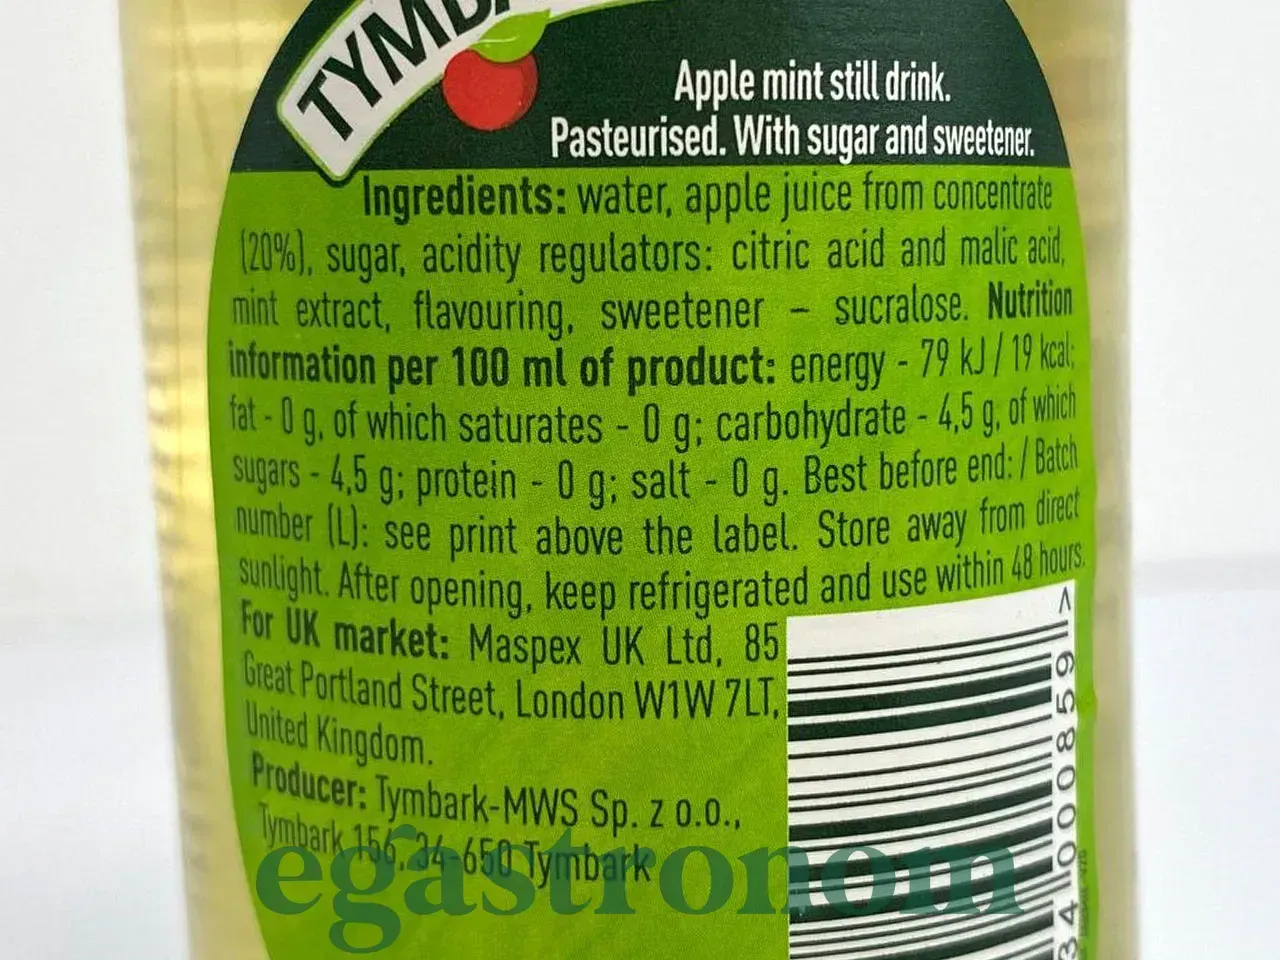 TYMBA
Apple mint still drink.
Pasteurised. With sugar and sweetener.
Ingredients: water, apple juice from concentrate
(20%), sugar, acidity regulators: citric acid and malic acid,
mint extract, flavouring, sweetener – sucralose. Nutrition
information per 100 ml of product: energy - 79 kJ / 19 kcal;
fat - 0 g, of which saturates - 0 g; carbohydrate - 4,5 g, of which
sugars - 4,5 g; protein - 0 g; salt - 0 g. Best before end: / Batch
number (L): see print above the label. Store away from direct
sunlight. After opening, keep refrigerated and use within 48 hours.
For UK market: Maspex UK Ltd, 85
Great Portland Street, London W1W 7LT,
United Kingdom.
Producer: Tymbark-MWS Sp. z o.o.,
Tymbark 156, 34-650 Tymbark
34 000859 >
egastronom